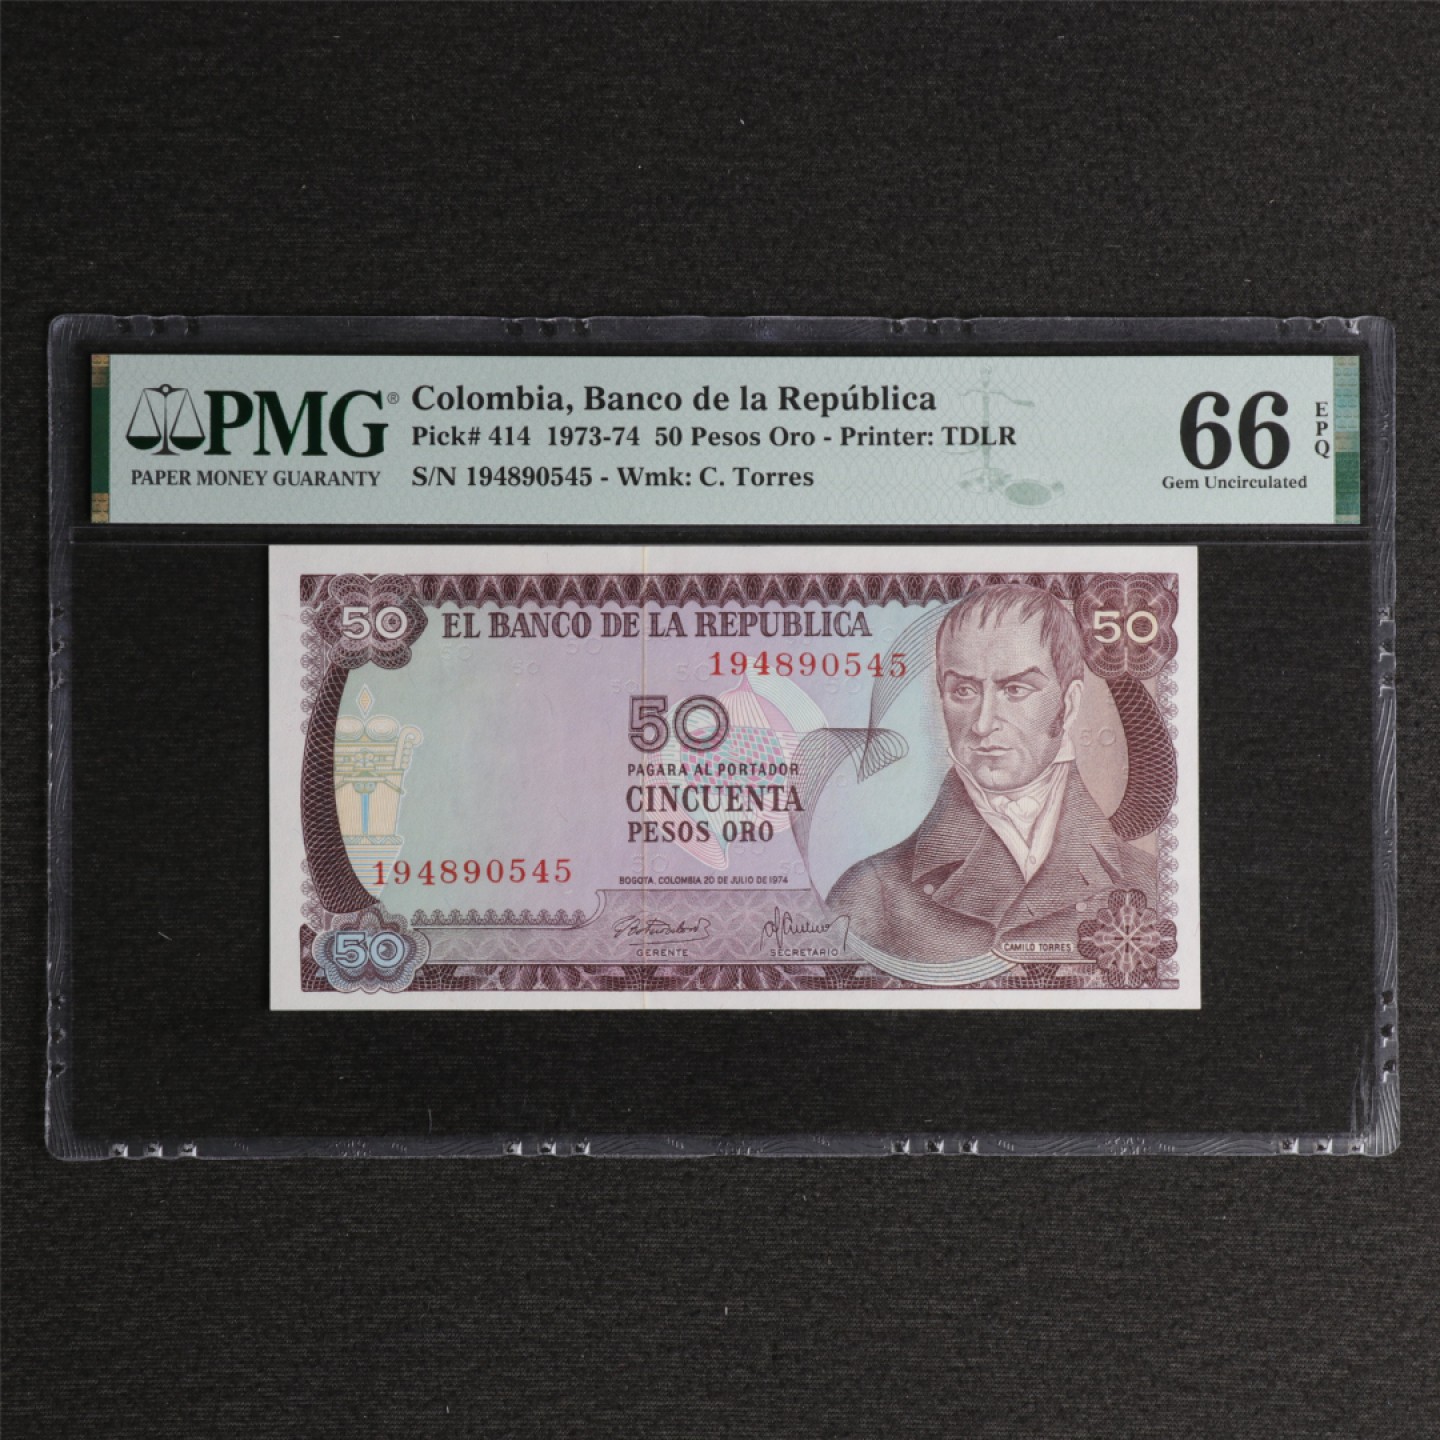 PMG®
PAPER MONEY GUARANTY
Colombia, Banco de la República
Pick# 414 1973-74 50 Pesos Oro - Printer: TDLR
S/N 194890545 - Wmk: C. Torres
66
EPQ
Gem Uncirculated
50
EL BANCO DE LA REPUBLICA
50
194890545
50
PAGARA AL PORTADOR
CINCUENTA
PESOS ORO
194890545
BOGOTA, COLOMBIA 20 DE JULIO DE 1974
GERENTE
SECRETARIO
50
CAMILO TORRES